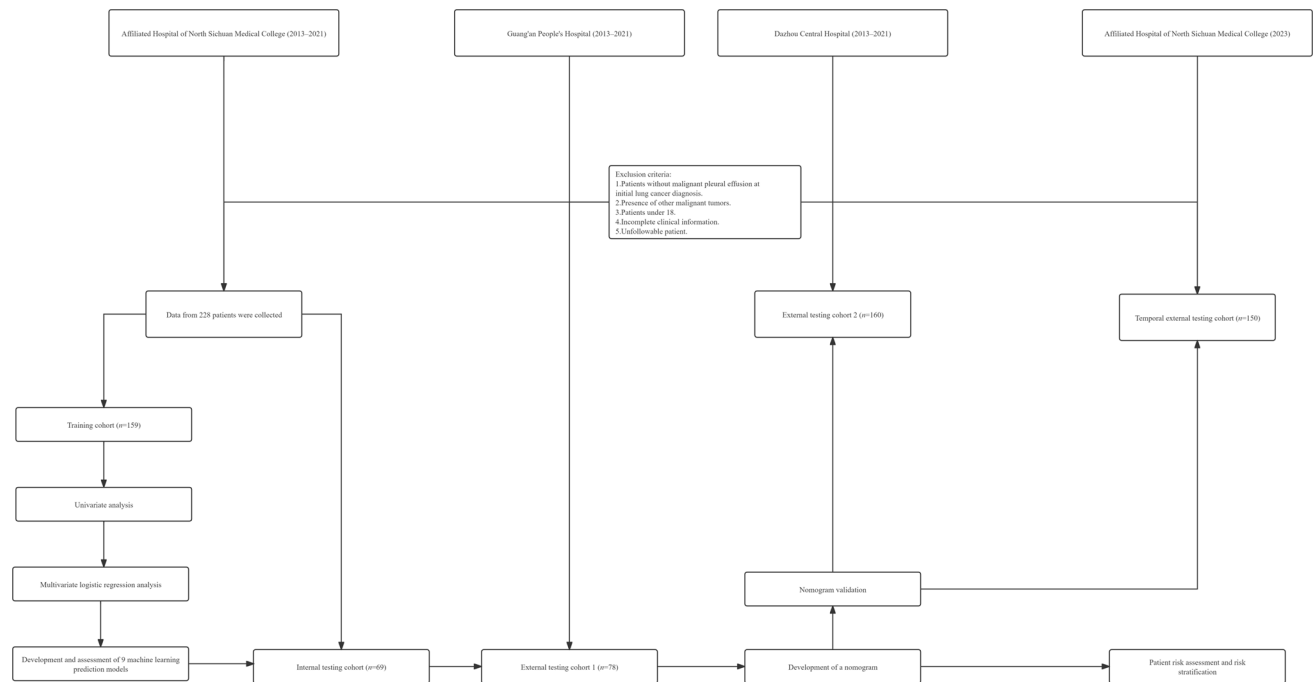 Affiliated Hospital of North Sichuan Medical College (2013–2021)
Guang'an People's Hospital (2013–2021)
Dazhou Central Hospital (2013–2021)
Affiliated Hospital of North Sichuan Medical College (2023)
Exclusion criteria:
1.Patients without malignant pleural effusion at
initial lung cancer diagnosis.
2.Presence of other malignant tumors.
3.Patients under 18.
4.Incomplete clinical information.
5.Unfollowable patient.
Data from 228 patients were collected
External testing cohort 2 (n=160)
Temporal external testing cohort (n=150)
Training cohort (n=159)
Univariate analysis
Multivariate logistic regression analysis
Nomogram validation
Development and assessment of 9 machine learning
prediction models
Internal testing cohort (n=69)
External testing cohort 1 (n=78)
Development of a nomogram
Patient risk assessment and risk
stratification